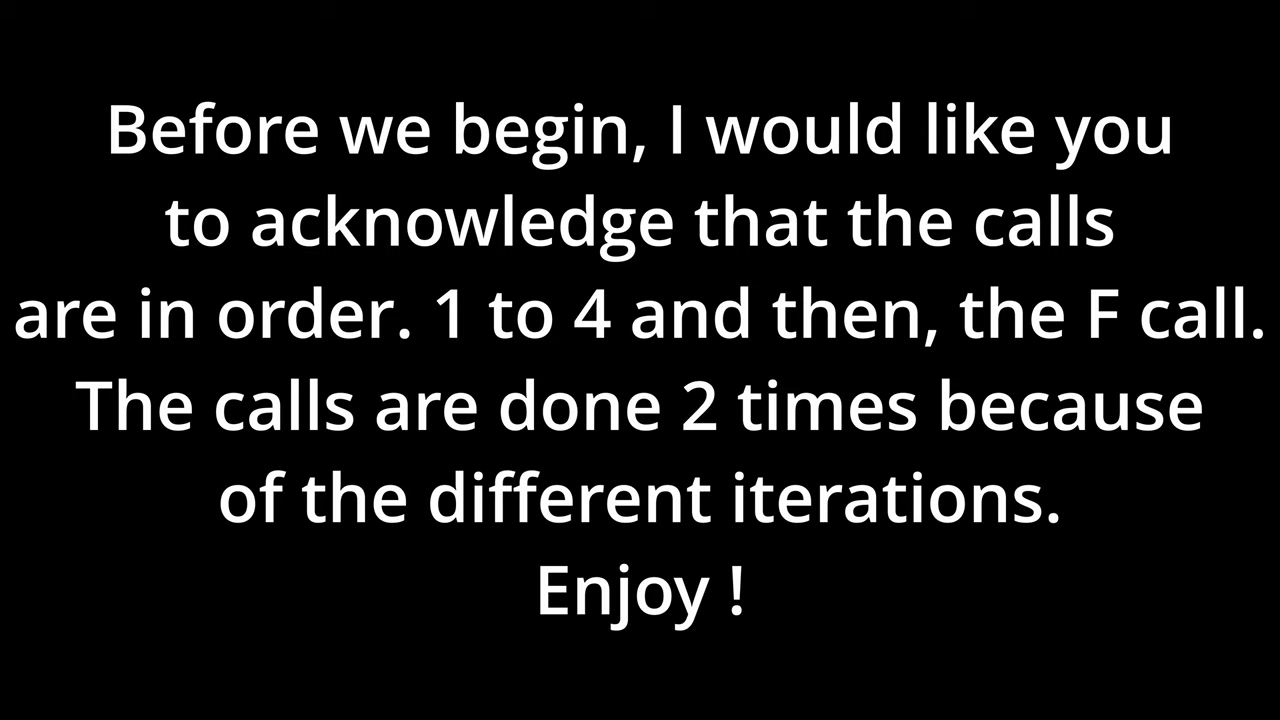 Before we begin, I would like you
to acknowledge that the calls
are in order. 1 to 4 and then, the F call.
The calls are done 2 times because
of the different iterations.
Enjoy !